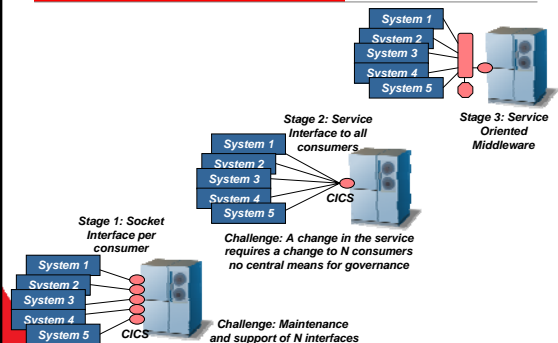 System 1
System 2
System 3
System 4
System 5
Stage 3: Service
Oriented
Middleware
Stage 2: Service
Interface to all
consumers
System 1
System 2
System 3
System 4
System 5
CICS
Challenge: A change in the service
requires a change to N consumers
no central means for governance
Stage 1: Socket
Interface per
consumer
System 1
System 2
System 3
System 4
System 5
CICS
Challenge: Maintenance
and support of N interfaces